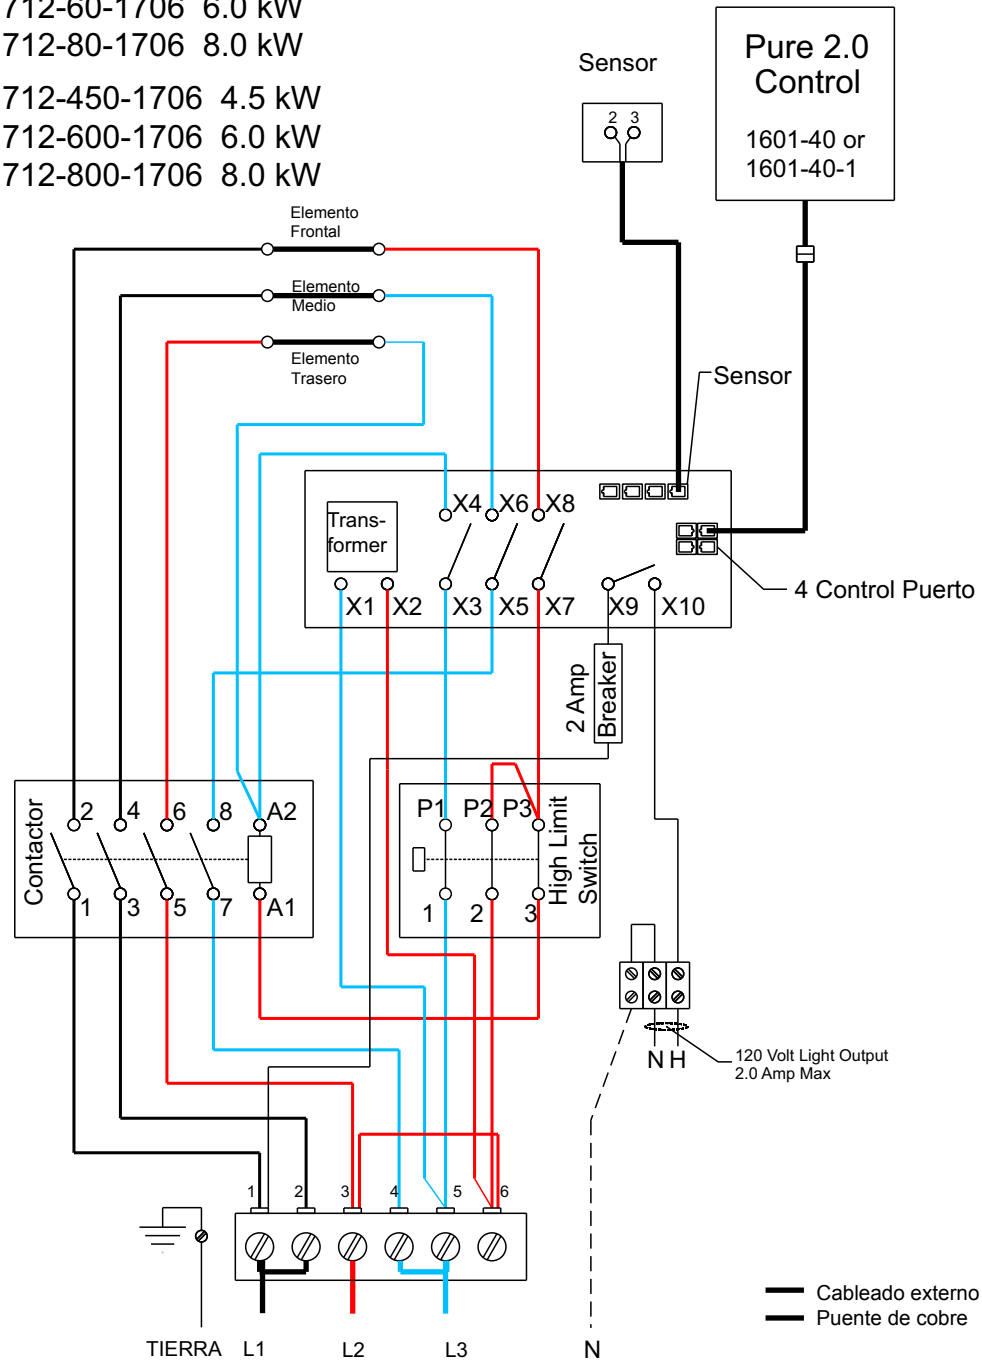 712-60-1706 6.0 kW
712-80-1706 8.0 kW
712-450-1706 4.5 kW
712-600-1706 6.0 kW
712-800-1706 8.0 kW
Sensor
2 3
Pure 2.0
Control
1601-40 or
1601-40-1
Elemento
Frontal
Elemento
Medio
Elemento
Trasero
Sensor
Trans-
former
X4 X6 X8
X1 X2 X3 X5 X7 X9 X10
4 Control Puerto
2 Amp
Breaker
Contactor
2 4 6 8 A2
1 3 5 7 A1
P1 P2 P3
1 2 3
High Limit
Switch
N H
120 Volt Light Output
2.0 Amp Max
1 2 3 4 5 6
TIERRA L1 L2 L3 N
Cableado externo
Puente de cobre